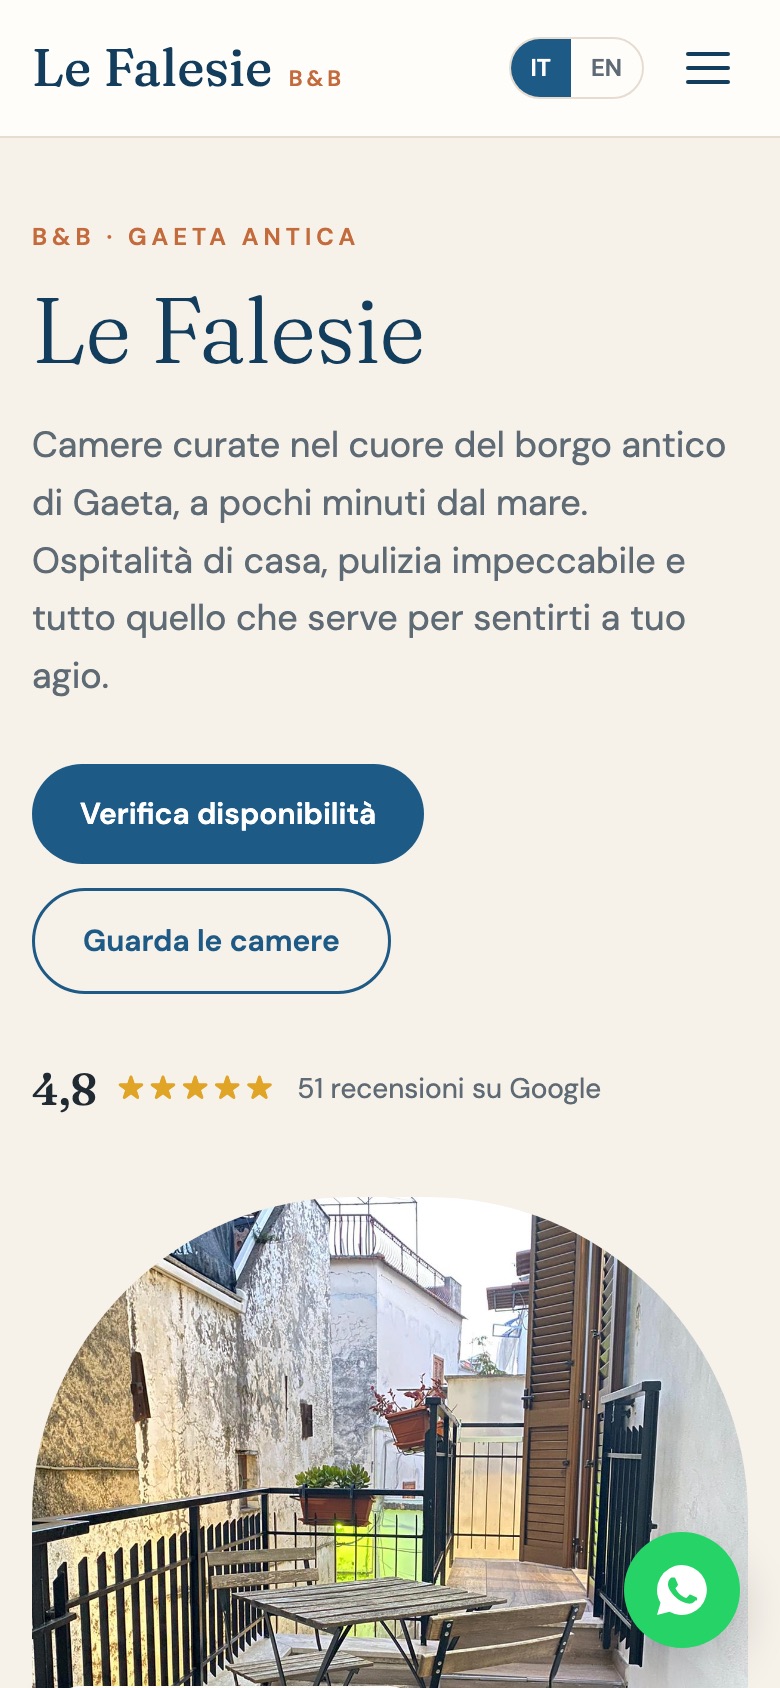 Le Falesie B&B
IT EN
B&B · GAETA ANTICA
Le Falesie
Camere curate nel cuore del borgo antico
di Gaeta, a pochi minuti dal mare.
Ospitalità di casa, pulizia impeccabile e
tutto quello che serve per sentirti a tuo
agio.
Verifica disponibilità
Guarda le camere
4,8 ★★★★★ 51 recensioni su Google